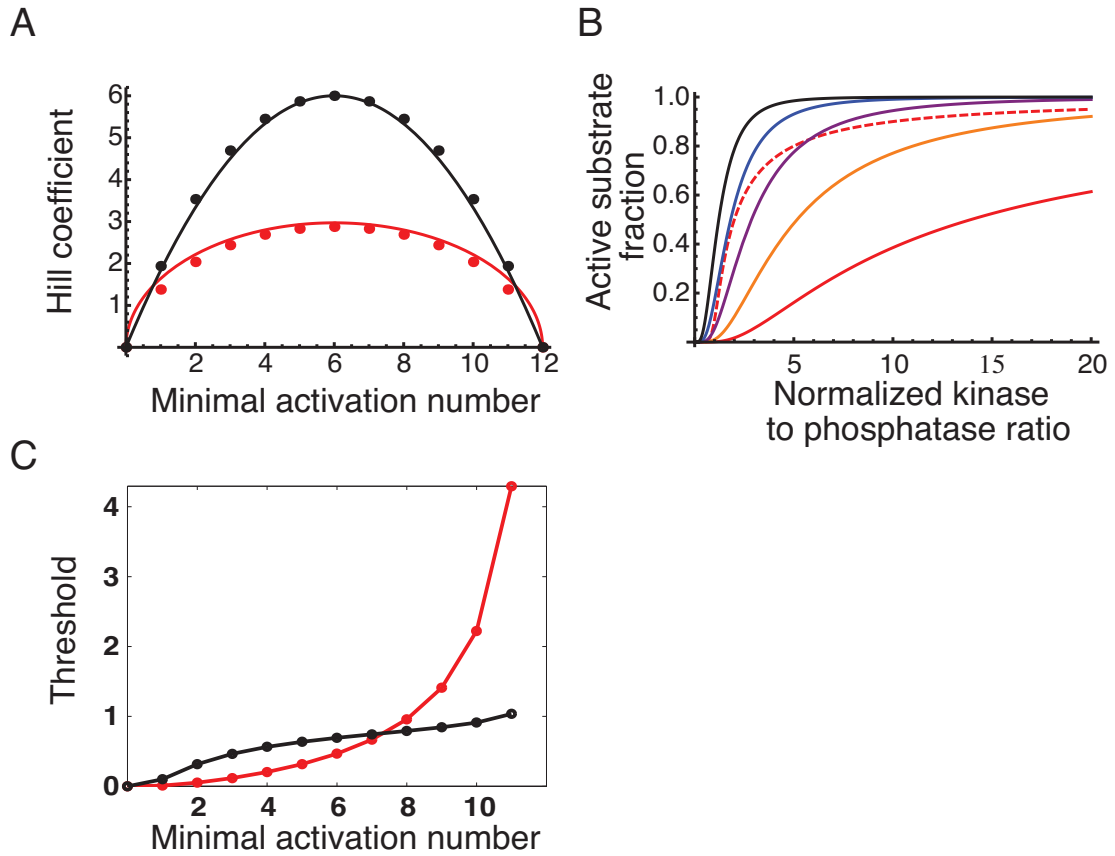 A
Hill coefficient
6
5
4
3
2
1
2 4 6 8 10 12
Minimal activation number
B
Active substrate
fraction
1.0
0.8
0.6
0.4
0.2
5 10 15 20
Normalized kinase
to phosphatase ratio
C
Threshold
4
3
2
1
0
2 4 6 8 10
Minimal activation number